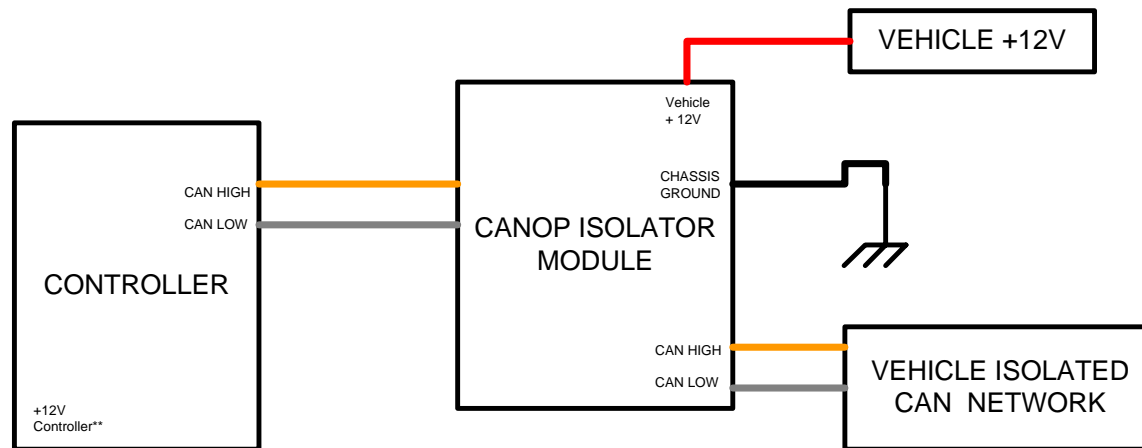 VEHICLE +12V
Vehicle
+ 12V
CHASSIS
GROUND
CAN HIGH
CAN LOW
CANOP ISOLATOR
MODULE
CONTROLLER
CAN HIGH
CAN LOW
VEHICLE ISOLATED
CAN NETWORK
+12V
Controller**